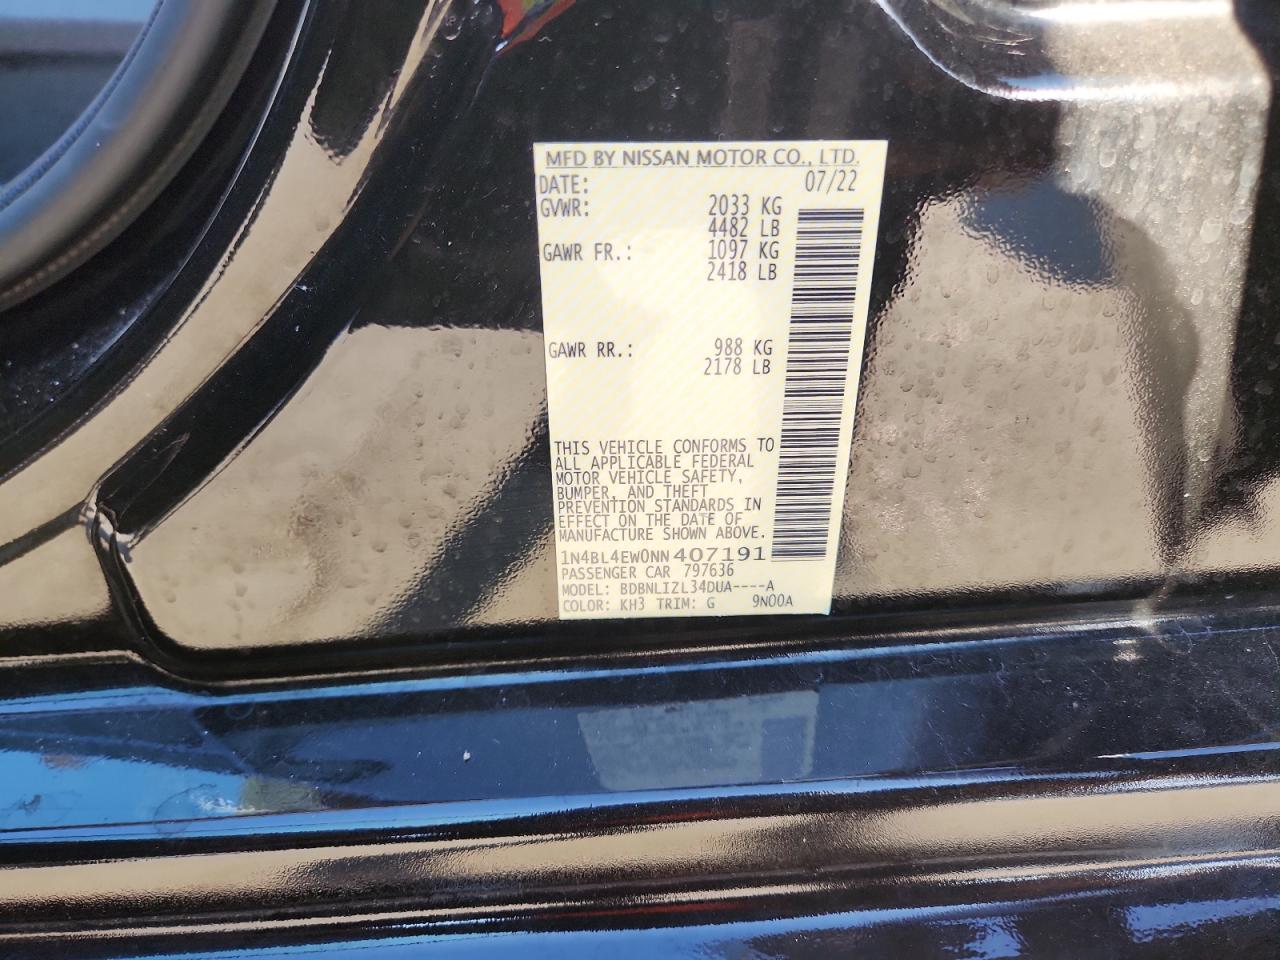 MFD BY NISSAN MOTOR CO., LTD.
DATE: 07/22
GVWR: 2033 KG
4482 LB
GAWR FR.: 1097 KG
2418 LB
GAWR RR.: 988 KG
2178 LB
THIS VEHICLE CONFORMS TO
ALL APPLICABLE FEDERAL
MOTOR VEHICLE SAFETY,
BUMPER, AND THEFT
PREVENTION STANDARDS IN
EFFECT ON THE DATE OF
MANUFACTURE SHOWN ABOVE.
1N4BL4EW0NN407191
PASSENGER CAR 797636
MODEL: BDBNLIZL34DUA----A
COLOR: KH3 TRIM: G 9N00A